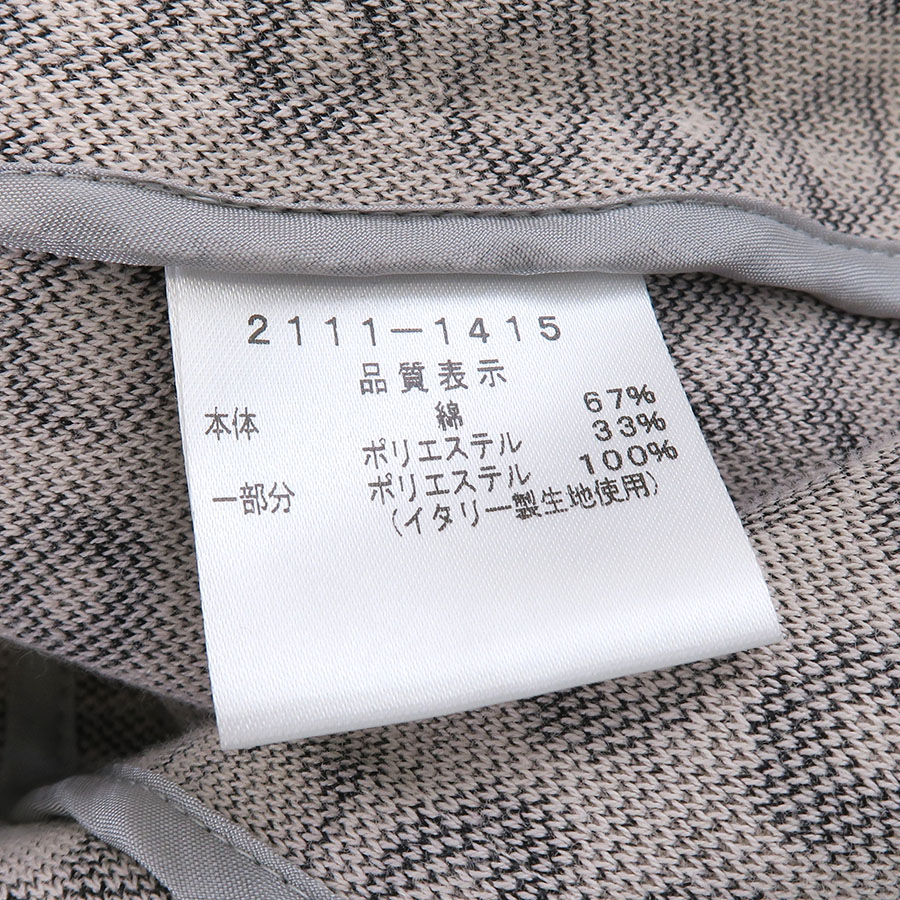 2111-1415
品質表示
本体 綿 67%
ポリエステル 33%
一部分 ポリエステル 100%
(イタリー製生地使用)